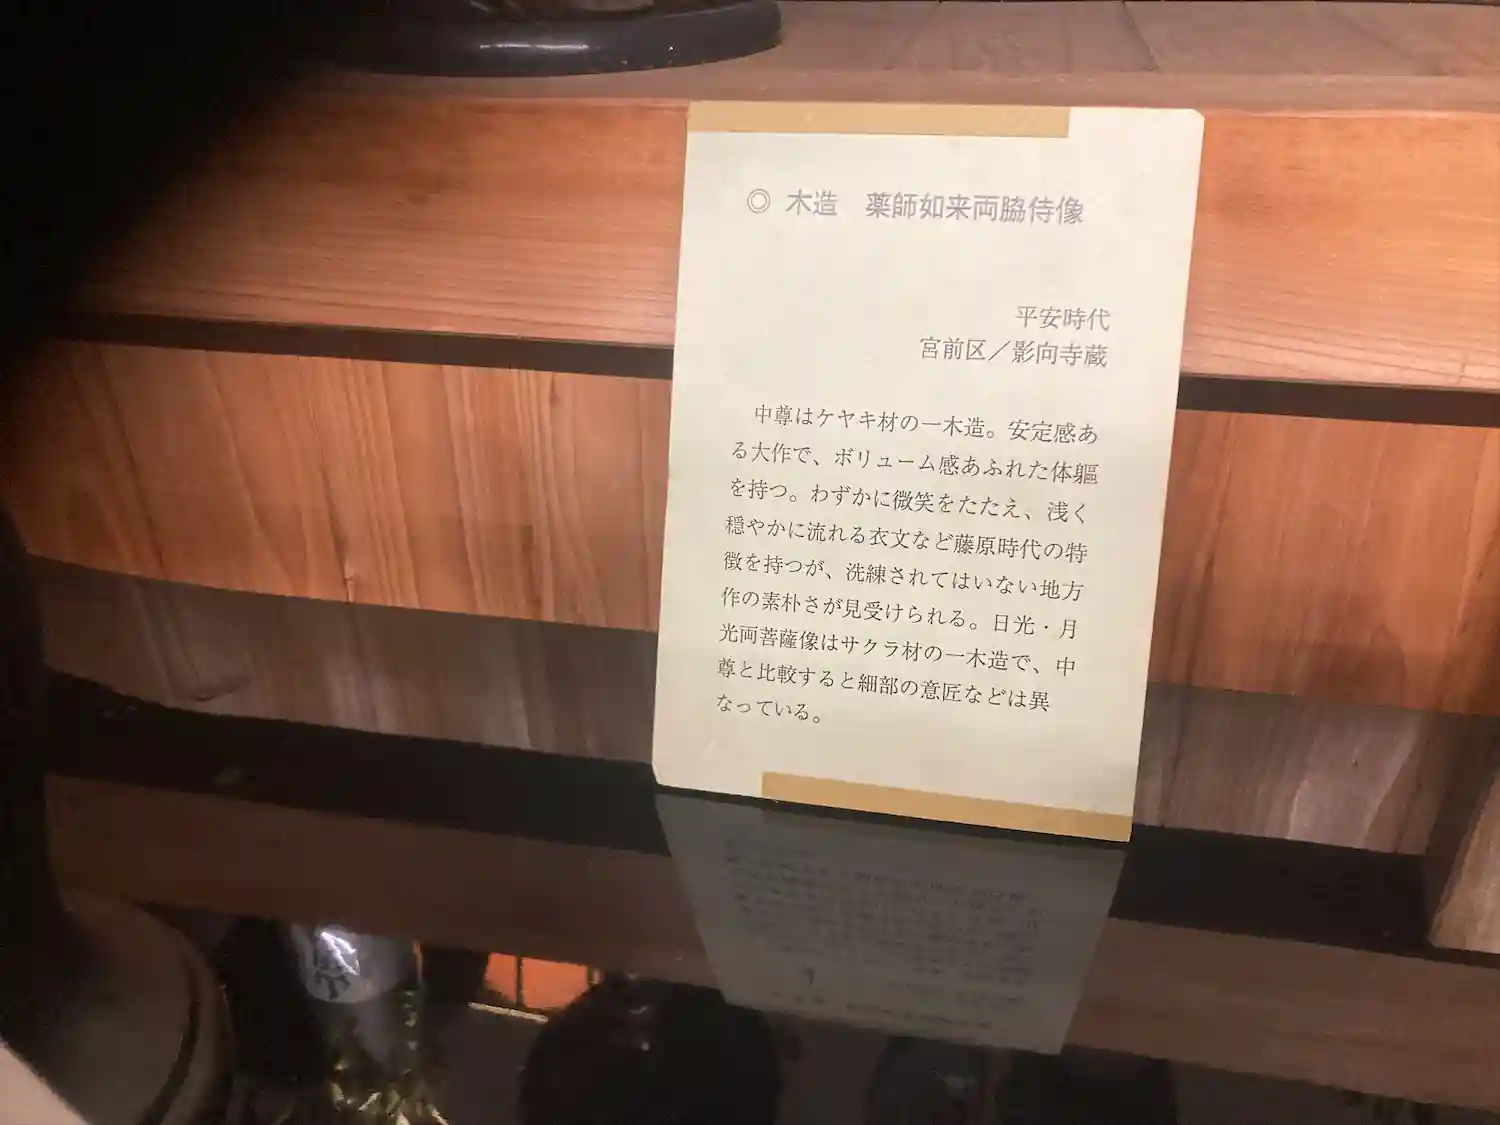 ◎ 木造　薬師如来両脇侍像
平安時代
宮前区／影向寺蔵
中尊はケヤキ材の一木造。安定感あ
る大作で、ボリューム感あふれた体軀
を持つ。わずかに微笑をたたえ、浅く
穏やかに流れる衣文など藤原時代の特
徴を持つが、洗練されてはいない地方
作の素朴さが見受けられる。日光・月
光両菩薩像はサクラ材の一木造で、中
尊と比較すると細部の意匠などは異
なっている。